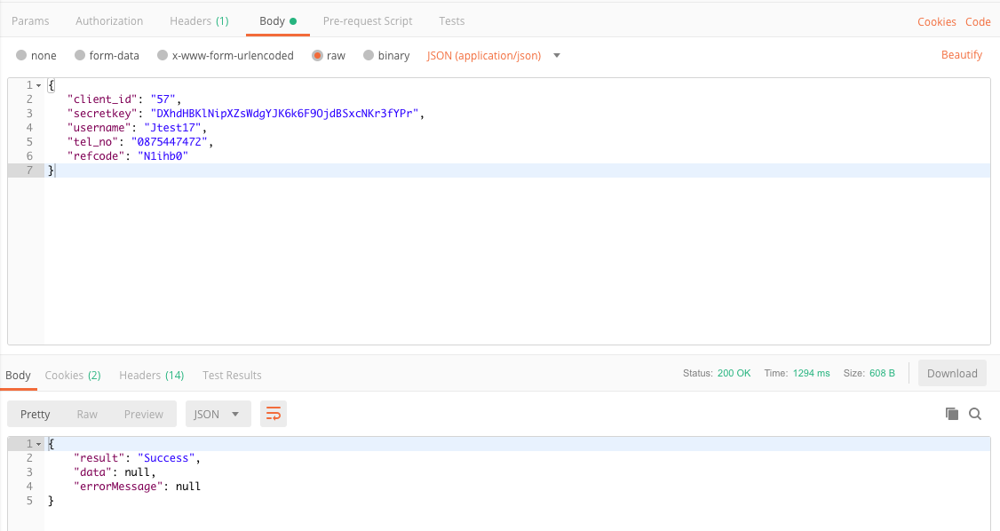 Params Authorization Headers (1) Body Pre-request Script Tests Cookies Code
none form-data x-www-form-urlencoded raw binary JSON (application/json) Beautify
1 {
2 "client_id": "57",
3 "secretkey": "DXhdHBKlNipXZsWdgYJK6k6F9OjdBSxcNKr3fYPr",
4 "username": "Jtest17",
5 "tel_no": "0875447472",
6 "refcode": "N1ihb0"
7 }
Body Cookies (2) Headers (14) Test Results Status: 200 OK Time: 1294 ms Size: 608 B Download
Pretty Raw Preview JSON
1 {
2 "result": "Success",
3 "data": null,
4 "errorMessage": null
5 }